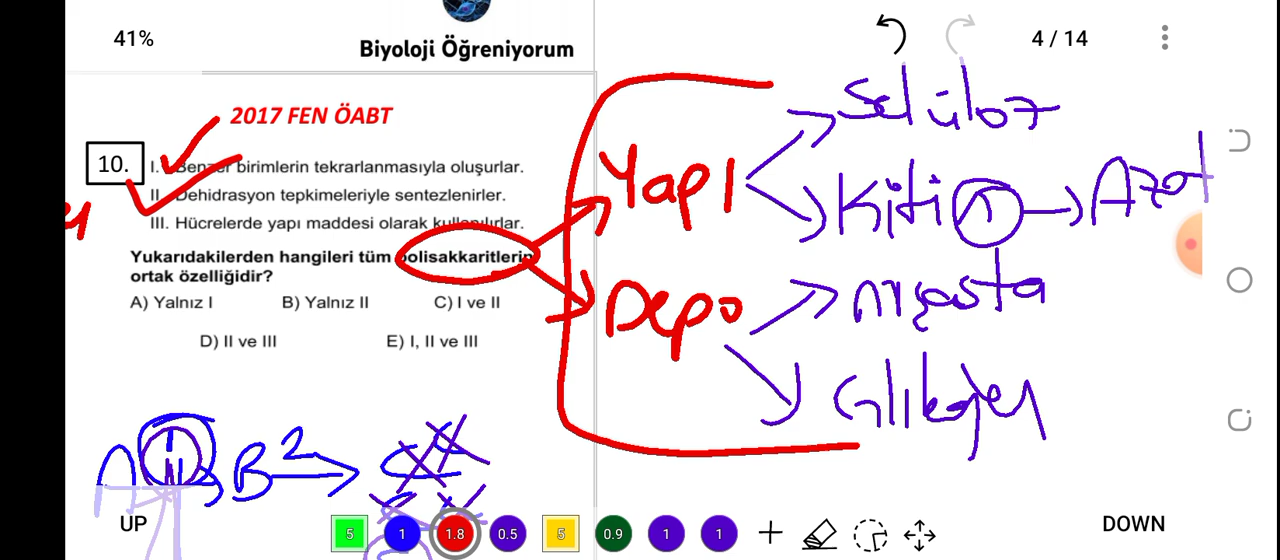 41%
Biyoloji Öğreniyorum
4 / 14
2017 FEN ÖABT
10.
I. Benzer birimlerin tekrarlanmasıyla oluşurlar.
II. Dehidrasyon tepkimeleriyle sentezlenirler.
III. Hücrelerde yapı maddesi olarak kullanılırlar.
Yukarıdakilerden hangileri tüm polisakkaritlerin
ortak özelliğidir?
A) Yalnız I B) Yalnız II C) I ve II
D) II ve III E) I, II ve III
Yapı
Selüloz
Kitin
Azot
Depo
nişasta
Glikojen
B2
UP
5 1 1.8 0.5 5 0.9 1 1
DOWN